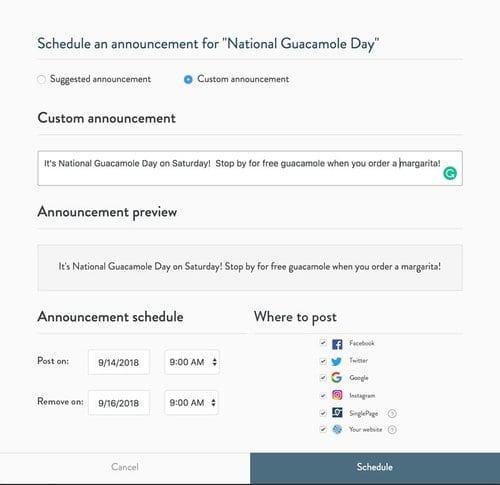 Schedule an announcement for "National Guacamole Day"
Suggested announcement
Custom announcement
Custom announcement
It's National Guacamole Day on Saturday!  Stop by for free guacamole when you order a margarita!
Announcement preview
It's National Guacamole Day on Saturday! Stop by for free guacamole when you order a margarita!
Announcement schedule
Where to post
Post on:
9/14/2018
9:00 AM
Remove on:
9/16/2018
9:00 AM
Facebook
Twitter
Google
Instagram
SinglePage ?
Your website ?
Cancel
Schedule